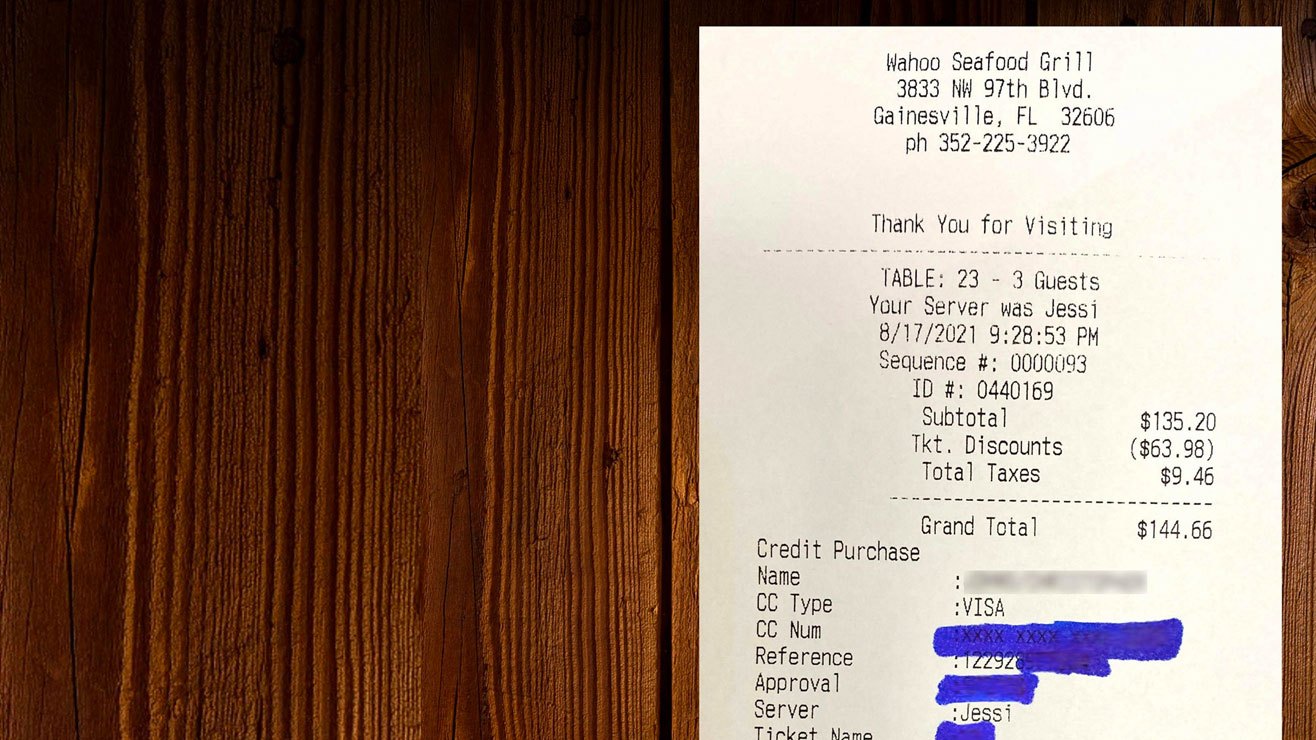 Wahoo Seafood Grill
3833 NW 97th Blvd.
Gainesville, FL 32606
ph 352-225-3922
Thank You for Visiting
TABLE: 23 - 3 Guests
Your Server was Jessi
8/17/2021 9:28:53 PM
Sequence #: 0000093
ID #: 0440169
Subtotal $135.20
Tkt. Discounts ($63.98)
Total Taxes $9.46
Grand Total $144.66
Credit Purchase
Name :
CC Type :VISA
CC Num :xxxx xxxx
Reference :122928
Approval
Server :Jessi
Ticket Name